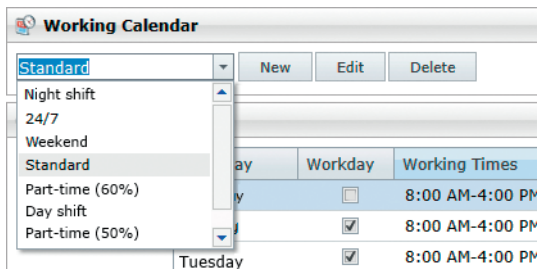 Working Calendar
Standard New Edit Delete
Night shift
24/7
Weekend
Standard
Part-time (60%)
Day shift
Part-time (50%)
ay Workday Working Times
y 8:00 AM-4:00 PM
8:00 AM-4:00 PM
Tuesday 8:00 AM-4:00 PM